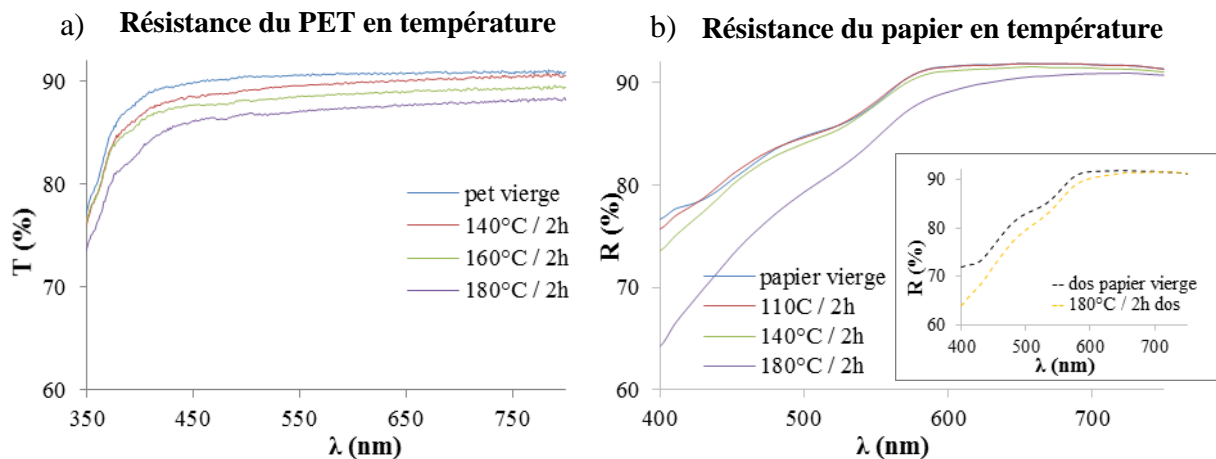 a) Résistance du PET en température
90
80
70
60
T (%)
350 450 550 650 750
λ (nm)
pet vierge
140°C / 2h
160°C / 2h
180°C / 2h
b) Résistance du papier en température
90
80
70
60
R (%)
400 500 600 700
λ (nm)
papier vierge
110C / 2h
140°C / 2h
180°C / 2h
90
80
70
60
R (%)
400 500 600 700
λ (nm)
dos papier vierge
180°C / 2h dos